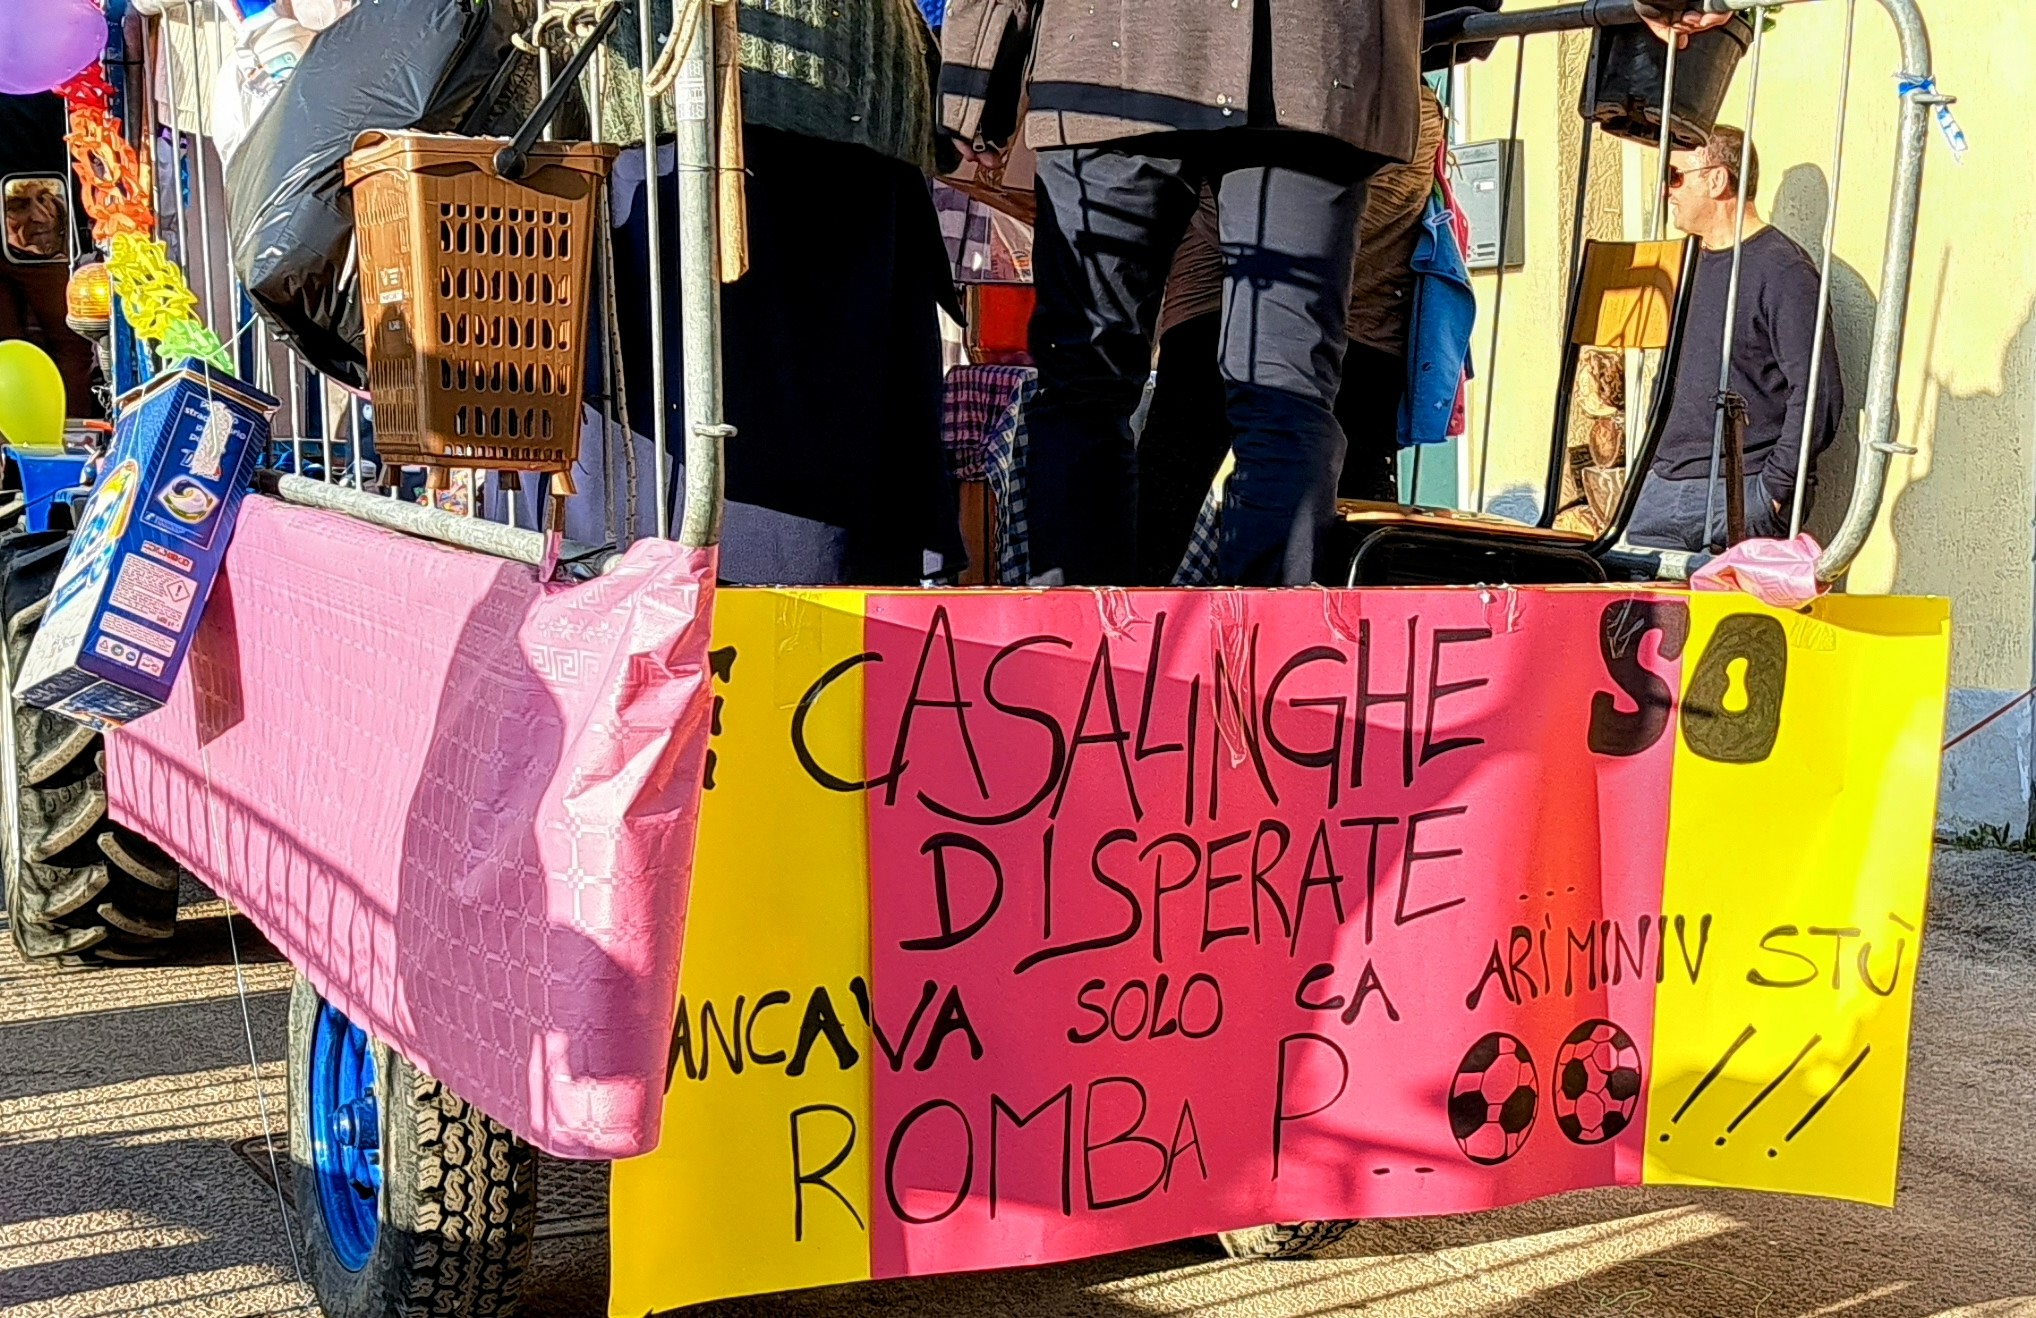 CASALINGHE SO
DISPERATE
ANCAVA SOLO CA ARÌMINIV STÙ
ROMBA P...!!!